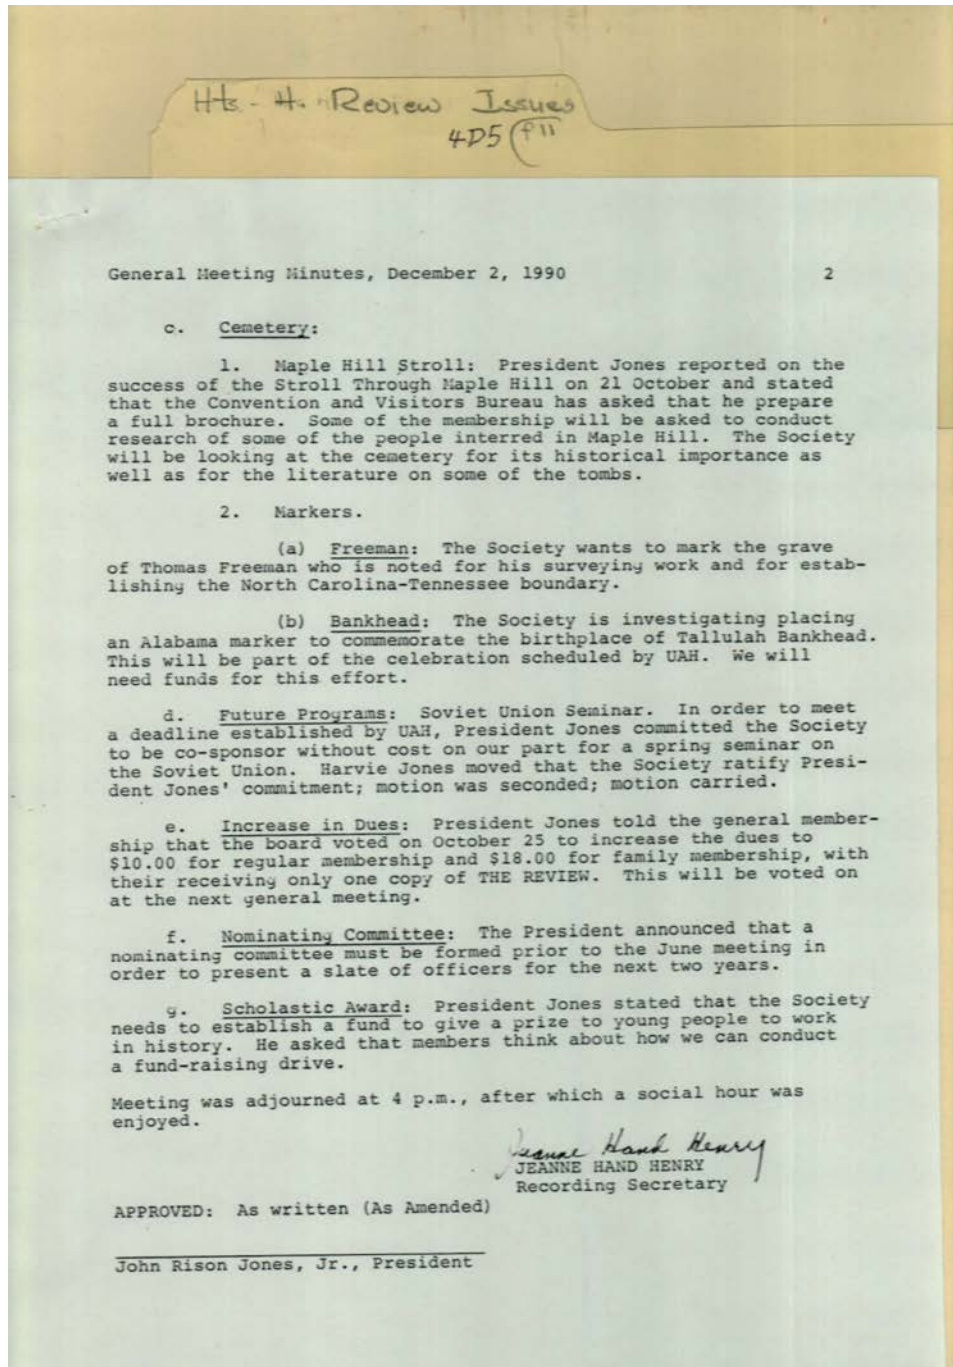 Hts - H. Review Issues
4D5 f11
General Meeting Minutes, December 2, 1990 2
c. Cemetery:
1. Maple Hill Stroll: President Jones reported on the
success of the Stroll Through Maple Hill on 21 October and stated
that the Convention and Visitors Bureau has asked that he prepare
a full brochure. Some of the membership will be asked to conduct
research of some of the people interred in Maple Hill. The Society
will be looking at the cemetery for its historical importance as
well as for the literature on some of the tombs.
2. Markers.
(a) Freeman: The Society wants to mark the grave
of Thomas Freeman who is noted for his surveying work and for estab-
lishing the North Carolina-Tennessee boundary.
(b) Bankhead: The Society is investigating placing
an Alabama marker to commemorate the birthplace of Tallulah Bankhead.
This will be part of the celebration scheduled by UAH. We will
need funds for this effort.
d. Future Programs: Soviet Union Seminar. In order to meet
a deadline established by UAH, President Jones committed the Society
to be co-sponsor without cost on our part for a spring seminar on
the Soviet Union. Harvie Jones moved that the Society ratify Presi-
dent Jones' commitment; motion was seconded; motion carried.
e. Increase in Dues: President Jones told the general member-
ship that the board voted on October 25 to increase the dues to
$10.00 for regular membership and $18.00 for family membership, with
their receiving only one copy of THE REVIEW. This will be voted on
at the next general meeting.
f. Nominating Committee: The President announced that a
nominating committee must be formed prior to the June meeting in
order to present a slate of officers for the next two years.
g. Scholastic Award: President Jones stated that the Society
needs to establish a fund to give a prize to young people to work
in history. He asked that members think about how we can conduct
a fund-raising drive.
Meeting was adjourned at 4 p.m., after which a social hour was
enjoyed.
Jeanne Hand Henry
JEANNE HAND HENRY
Recording Secretary
APPROVED: As written (As Amended)
John Rison Jones, Jr., President